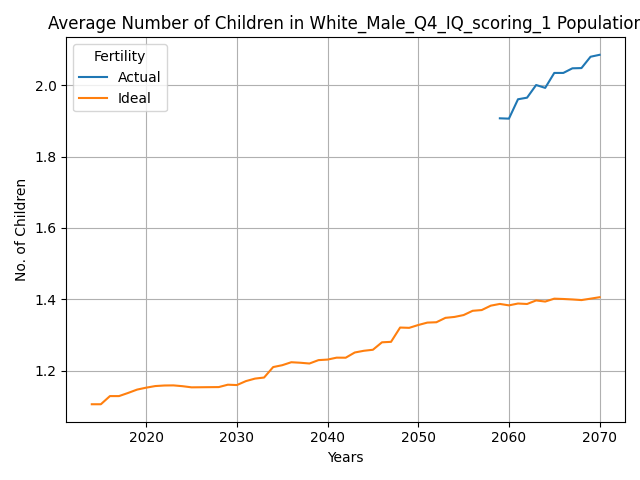 Average Number of Children in White_Male_Q4_IQ_scoring_1 Population
Fertility
Actual
Ideal
No. of Children
2.0
1.8
1.6
1.4
1.2
2020 2030 2040 2050 2060 2070
Years